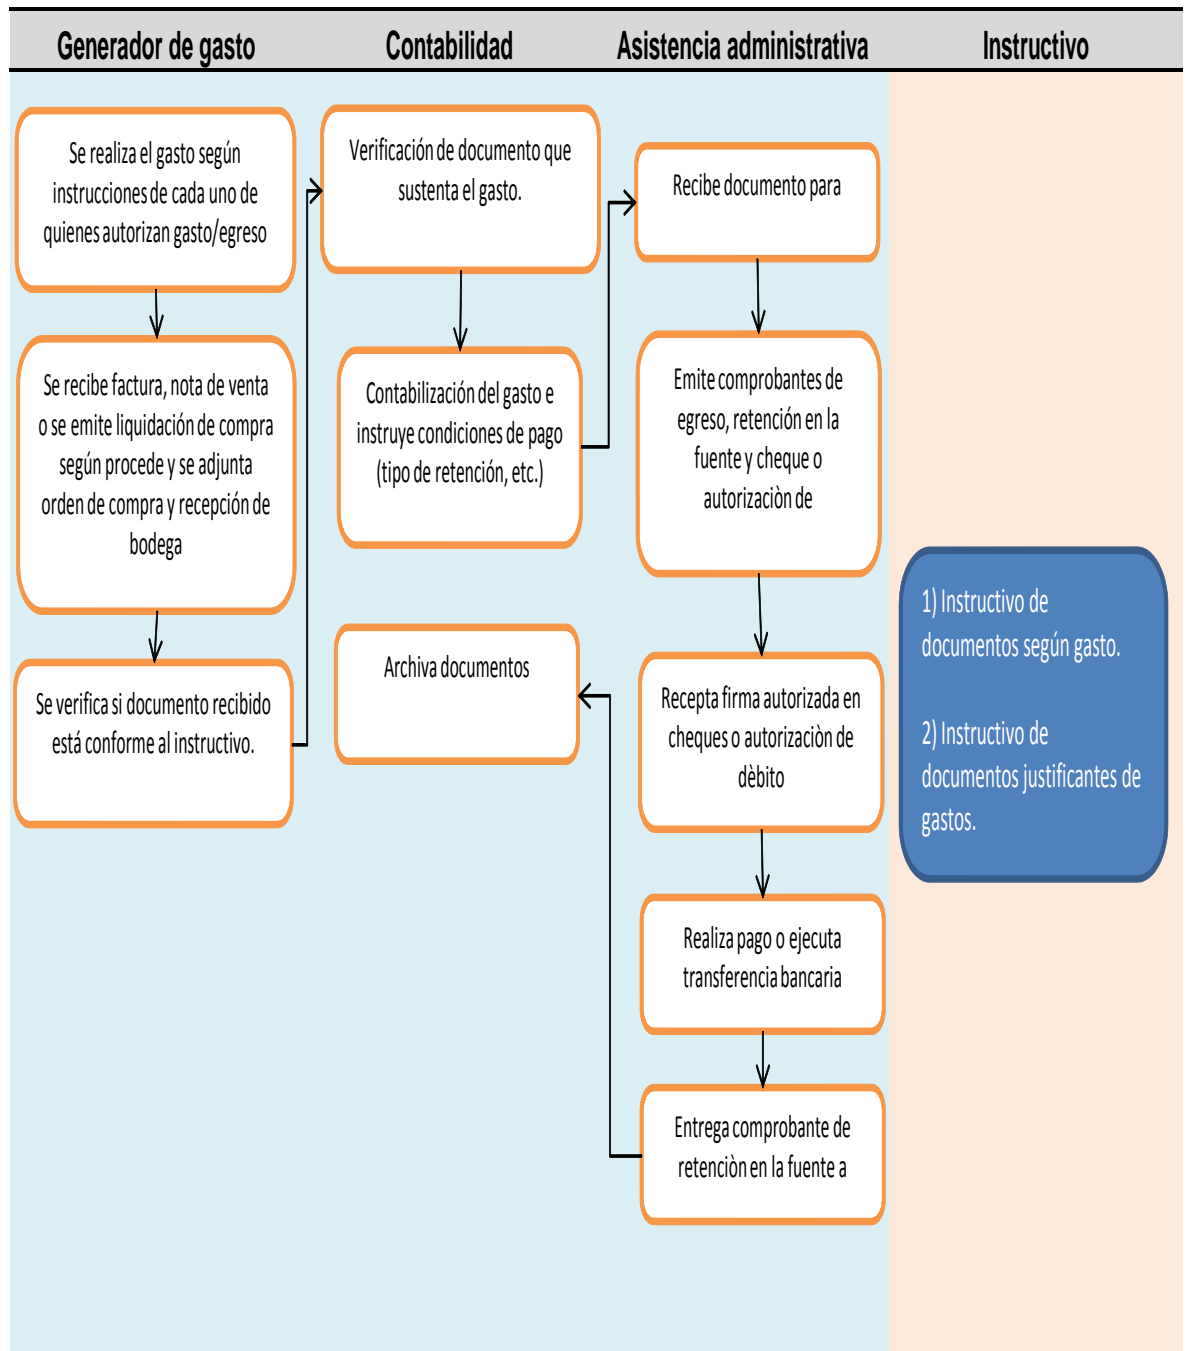 Generador de gasto
Contabilidad
Asistencia administrativa
Instructivo
Se realiza el gasto según
instrucciones de cada uno de
quienes autorizan gasto/egreso
Se recibe factura, nota de venta
o se emite liquidación de compra
según procede y se adjunta
orden de compra y recepción de
bodega
Se verifica si documento recibido
está conforme al instructivo.
Verificación de documento que
sustenta el gasto.
Contabilización del gasto e
instruye condiciones de pago
(tipo de retención, etc.)
Archiva documentos
Recibe documento para
Emite comprobantes de
egreso, retención en la
fuente y cheque o
autorizaciòn de
Recepta firma autorizada en
cheques o autorizaciòn de
dèbito
Realiza pago o ejecuta
transferencia bancaria
Entrega comprobante de
retenciòn en la fuente a
1) Instructivo de
documentos según gasto.
2) Instructivo de
documentos justificantes de
gastos.